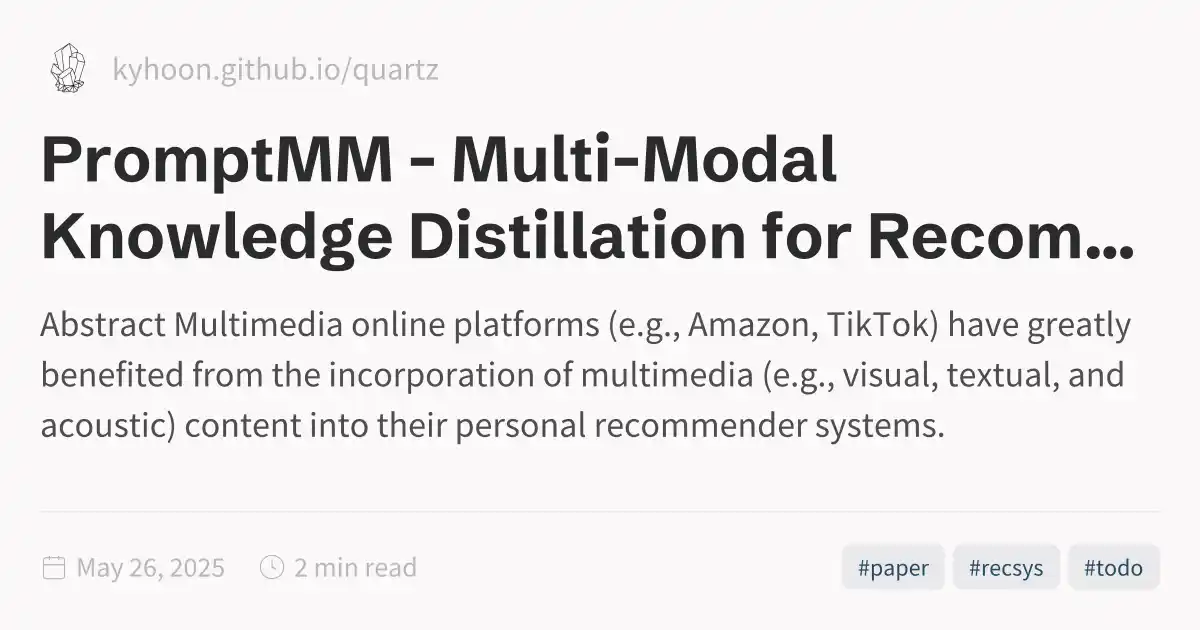 kyhoon.github.io/quartz
PromptMM - Multi-Modal
Knowledge Distillation for Recom...
Abstract Multimedia online platforms (e.g., Amazon, TikTok) have greatly
benefited from the incorporation of multimedia (e.g., visual, textual, and
acoustic) content into their personal recommender systems.
May 26, 2025 2 min read #paper #recsys #todo